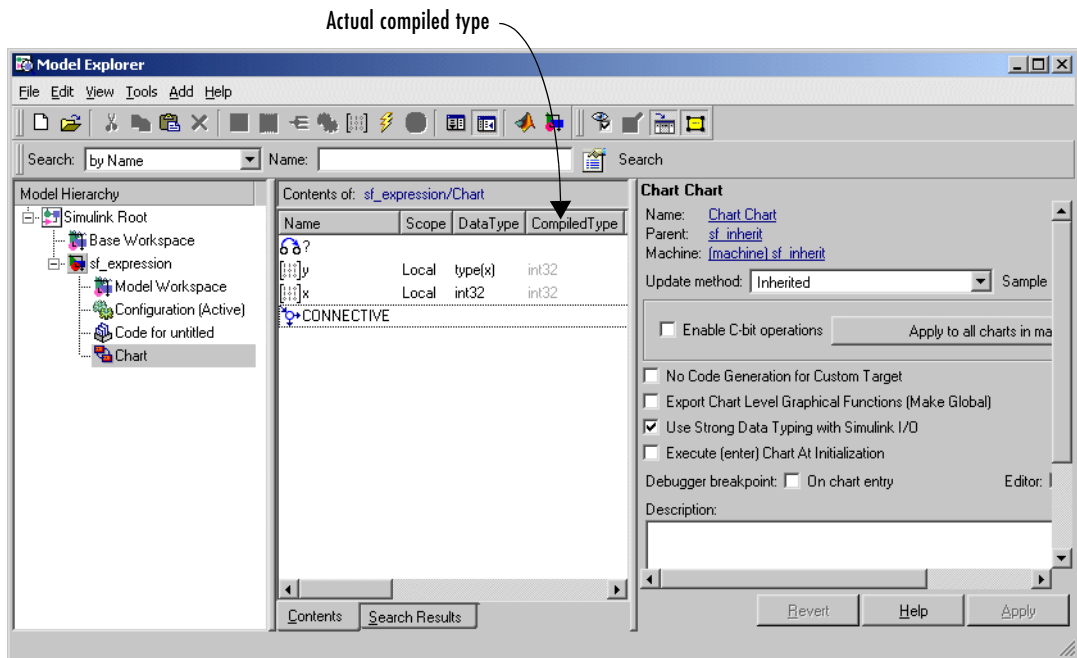 Actual compiled type
Model Explorer
File Edit View Tools Add Help
Search: by Name Name: Search
Model Hierarchy
Simulink Root
Base Workspace
sf_expression
Model Workspace
Configuration (Active)
Code for untitled
Chart
Contents of: sf_expression/Chart
Name Scope DataType CompiledType
?
y Local type(x) int32
x Local int32 int32
CONNECTIVE
Contents Search Results
Chart Chart
Name: Chart Chart
Parent: sf_inherit
Machine: (machine) sf_inherit
Update method: Inherited Sample
Enable C-bit operations Apply to all charts in ma
No Code Generation for Custom Target
Export Chart Level Graphical Functions (Make Global)
Use Strong Data Typing with Simulink I/O
Execute (enter) Chart At Initialization
Debugger breakpoint: On chart entry Editor:
Description:
Revert Help Apply